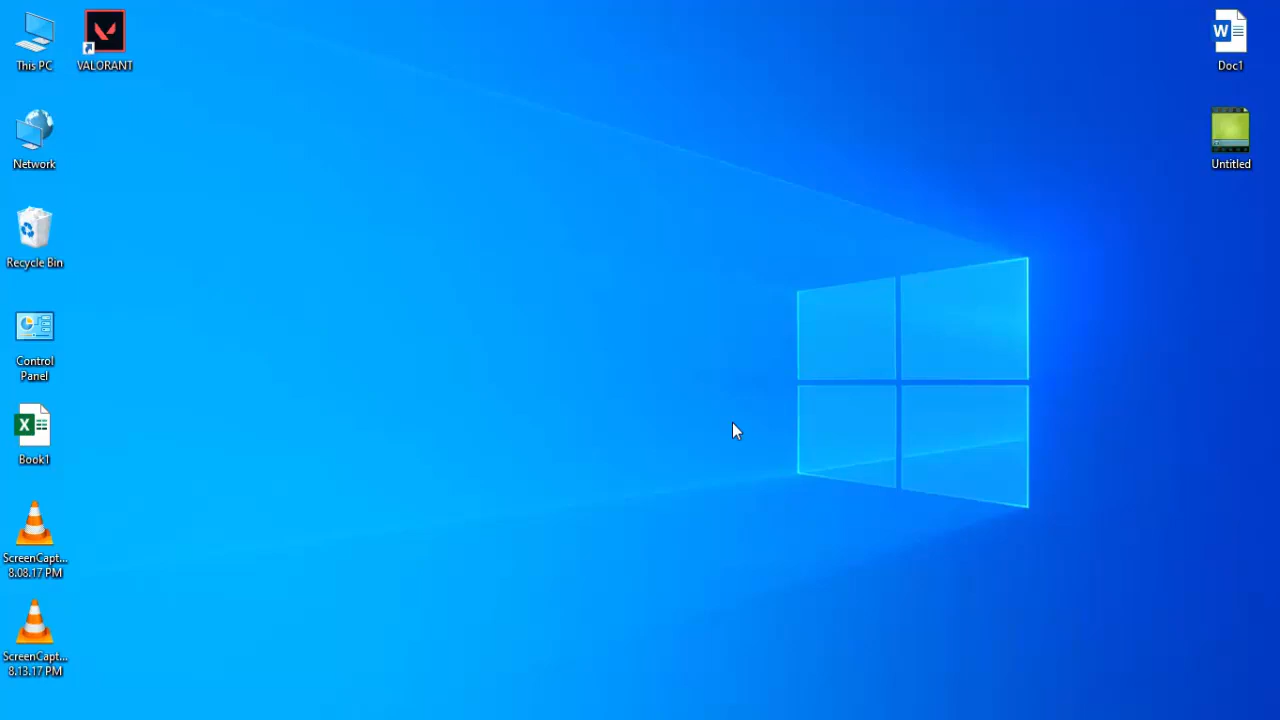 This PC
VALORANT
Network
Recycle Bin
Control
Panel
Book1
ScreenCapt...
8.08.17 PM
ScreenCapt...
8.13.17 PM
W
Doc1
Untitled
X